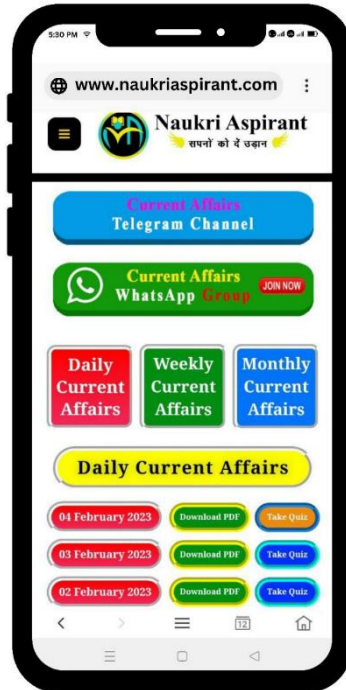 5:30 PM
www.naukriaspirant.com
Naukri Aspirant
सपनों को दें उड़ान
Current Affairs
Telegram Channel
Current Affairs
WhatsApp Group
JOIN NOW
Daily Current Affairs
Weekly Current Affairs
Monthly Current Affairs
Daily Current Affairs
04 February 2023 Download PDF Take Quiz
03 February 2023 Download PDF Take Quiz
02 February 2023 Download PDF Take Quiz
12